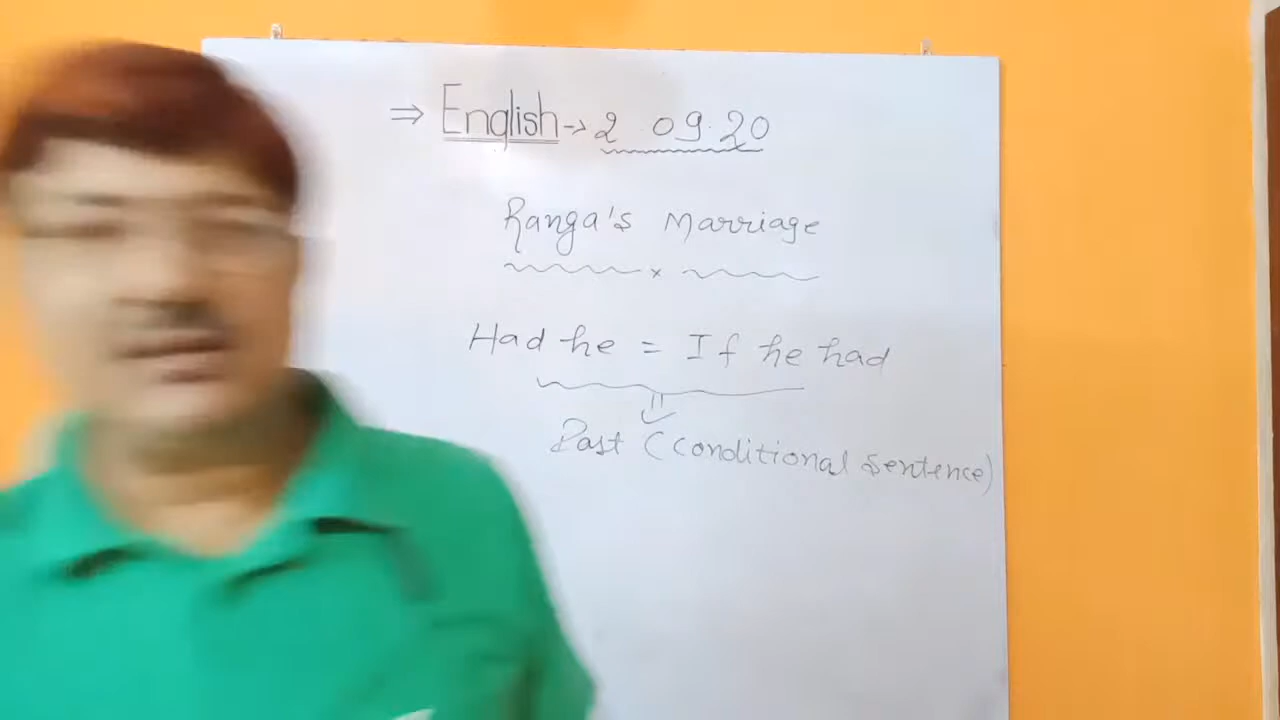 ⇒ English → 2 09.20
Ranga's Marriage
Had he = If he had
Past (Conditional Sentence)